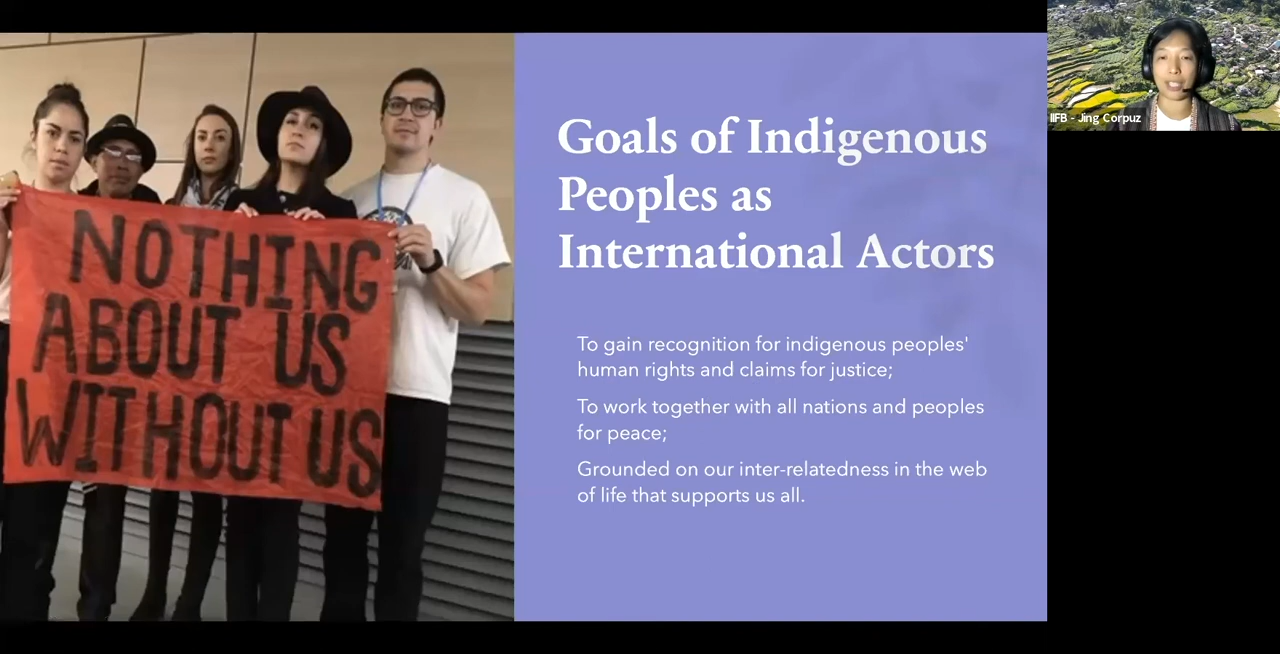 NOTHING
ABOUT US
WITHOUT US
Goals of Indigenous
Peoples as
International Actors
To gain recognition for indigenous peoples'
human rights and claims for justice;
To work together with all nations and peoples
for peace;
Grounded on our inter-relatedness in the web
of life that supports us all.
IIFB - Jing Corpuz